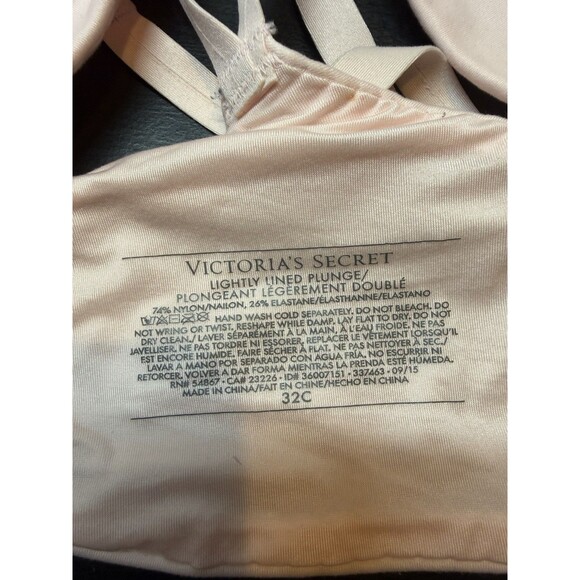 VICTORIA'S SECRET
LIGHTLY LINED PLUNGE/
PLONGEANT LÉGÈREMENT DOUBLÉ
74% NYLON/NAILON, 26% ELASTANE/ÉLASTHANNE/ELASTANO
HAND WASH COLD SEPARATELY. DO NOT BLEACH. DO
NOT WRING OR TWIST. RESHAPE WHILE DAMP. LAY FLAT TO DRY. DO NOT
DRY CLEAN./ LAVER SÉPARÉMENT À LA MAIN. À L'EAU FROIDE. NE PAS
JAVELLISER. NE PAS TORDRE NI ESSORER. REPLACER LE VÊTEMENT LORSQU'IL
EST ENCORE HUMIDE. FAIRE SÉCHER À PLAT. NE PAS NETTOYER À SEC./
LAVAR A MANO POR SEPARADO CON AGUA FRÍA. NO ESCURRIR NI
RETORCER. VOLVER A DAR FORMA MIENTRAS LA PRENDA ESTÉ HÚMEDA.
RN# 54867 • CA# 23226 • ID# 36007151 • 337463 • 09/15
MADE IN CHINA/FAIT EN CHINE/HECHO EN CHINA
32C